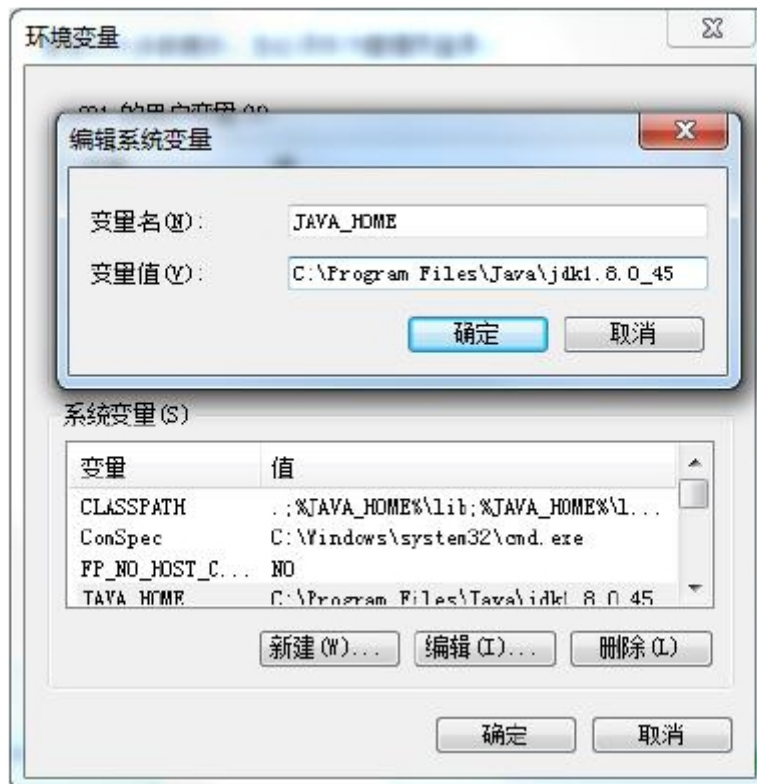 环境变量
编辑系统变量
变量名(N):
JAVA_HOME
变量值(V):
C:\Program Files\Java\jdk1.8.0_45
确定
取消
系统变量(S)
变量
值
CLASSPATH
.;%JAVA_HOME%\lib;%JAVA_HOME%\l...
ComSpec
C:\Windows\system32\cmd.exe
FP_NO_HOST_C...
NO
JAVA_HOME
C:\Program Files\Java\jdk1.8.0_45
新建(W)...
编辑(I)...
删除(L)
确定
取消